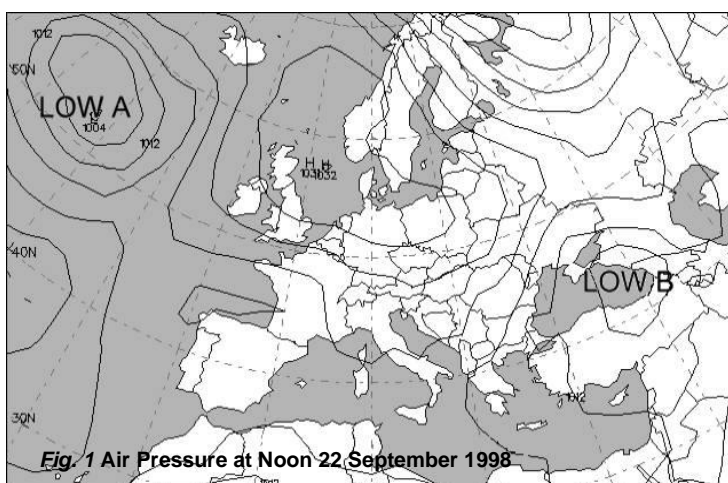 1012
50N
LOW A
1004
1012
H H
1032
40N
LOW B
1012
30N
Fig. 1 Air Pressure at Noon 22 September 1998